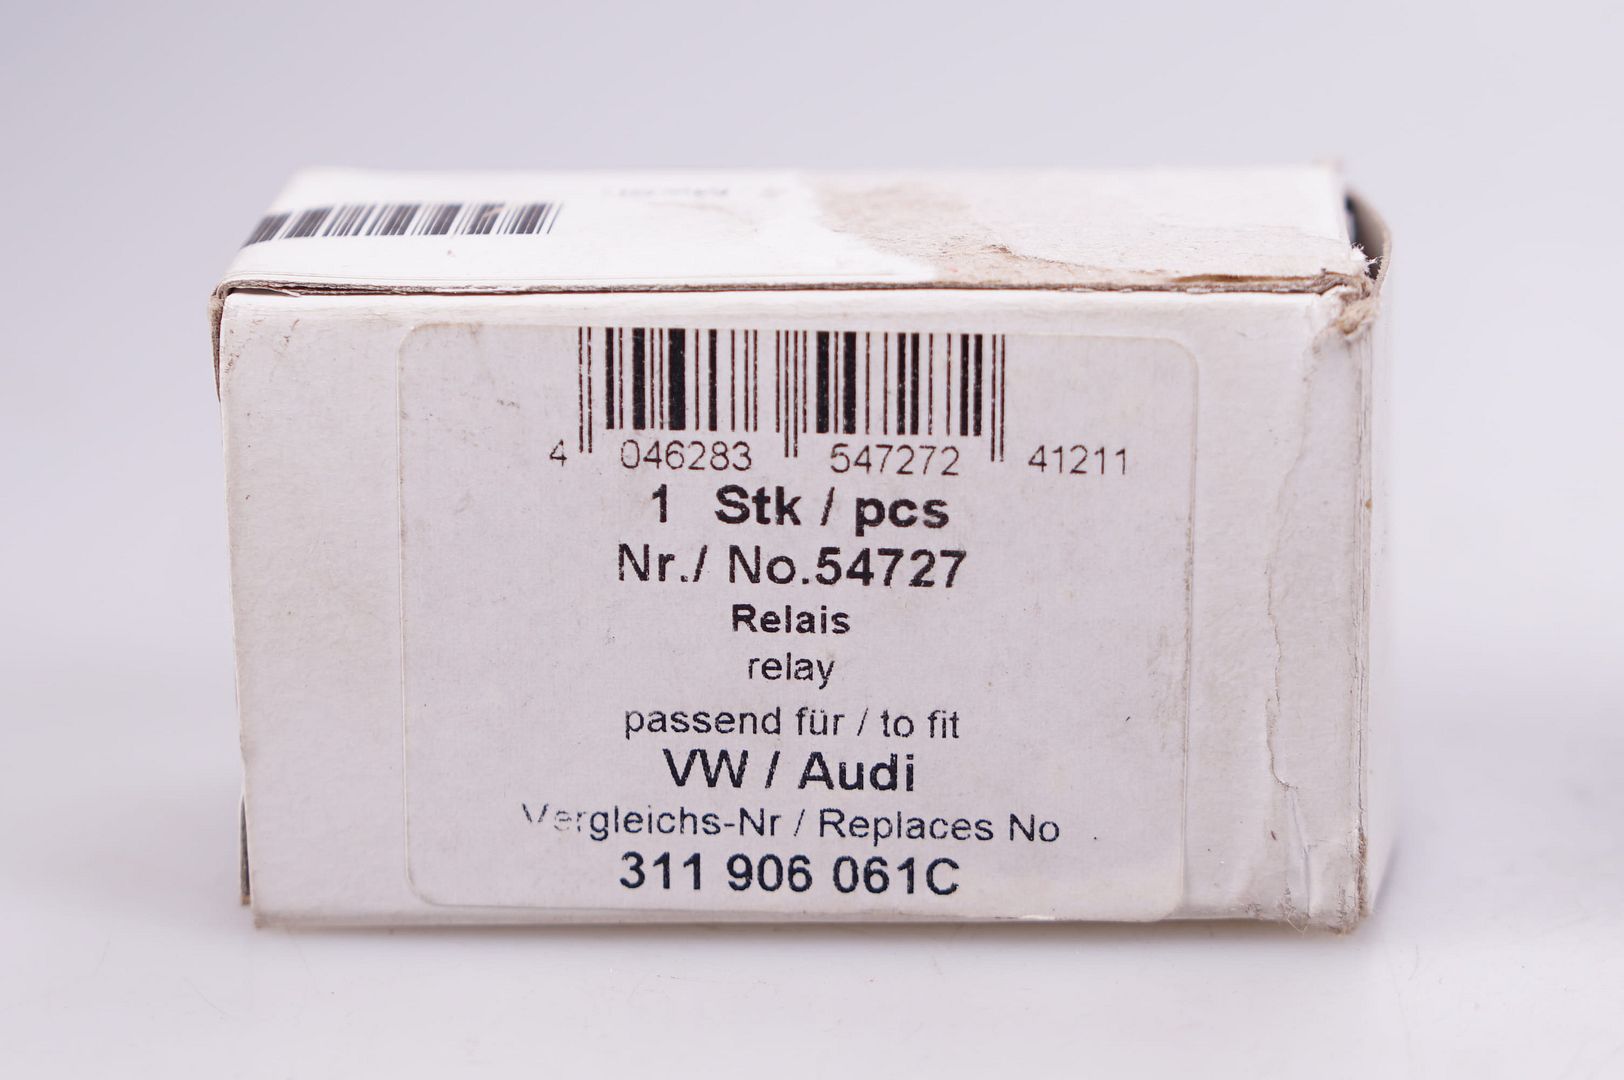 4 046283 547272 41211
1 Stk / pcs
Nr./ No.54727
Relais
relay
passend für / to fit
VW / Audi
Vergleichs-Nr / Replaces No
311 906 061C